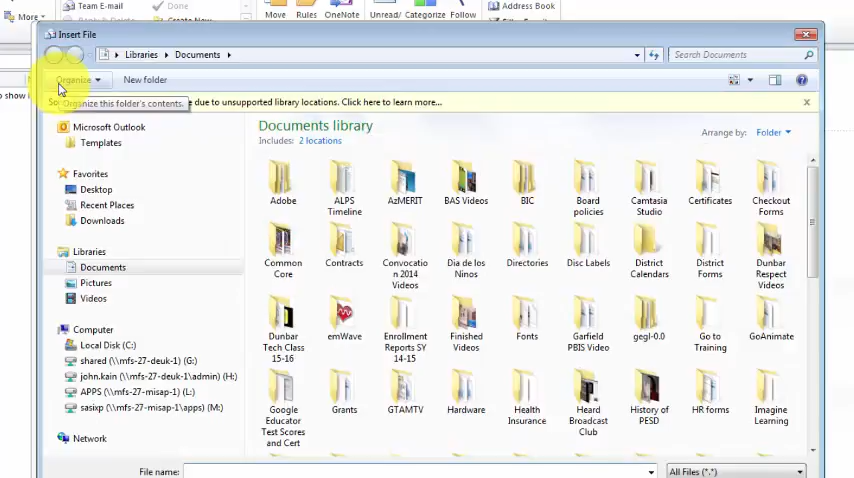 Team E-mail
Done
More
Create New
Move
Rules
OneNote
Unread/
Categorize
Follow
Address Book
Insert File
Libraries
Documents
Search Documents
Organize
New folder
Organize this folder's contents.
due to unsupported library locations. Click here to learn more...
Microsoft Outlook
Templates
Favorites
Desktop
Recent Places
Downloads
Libraries
Documents
Pictures
Videos
Computer
Local Disk (C:)
shared (\\mfs-27-deuk-1) (G:)
john.kain (\\mfs-27-deuk-1\admin) (H:)
APPS (\\mfs-27-misap-1) (L:)
sasixp (\\mfs-27-misap-1\apps) (M:)
Network
Documents library
Includes: 2 locations
Arrange by: Folder
Adobe
ALPS
Timeline
AzMERIT
BAS Videos
BIC
Board
policies
Camtasia
Studio
Certificates
Checkout
Forms
Common
Core
Contracts
Convocatio
n 2014
Videos
Dia de los
Ninos
Directories
Disc Labels
District
Calendars
District
Forms
Dunbar
Respect
Videos
Dunbar
Tech Class
15-16
emWave
Enrollment
Reports SY
14-15
Finished
Videos
Fonts
Garfield
PBIS Video
gegl-0.0
Go to
Training
GoAnimate
Google
Educator
Test Scores
and Cert
Grants
GTAMTV
Hardware
Health
Insurance
Heard
Broadcast
Club
History of
PESD
HR forms
Imagine
Learning
File name:
All Files (*.*)